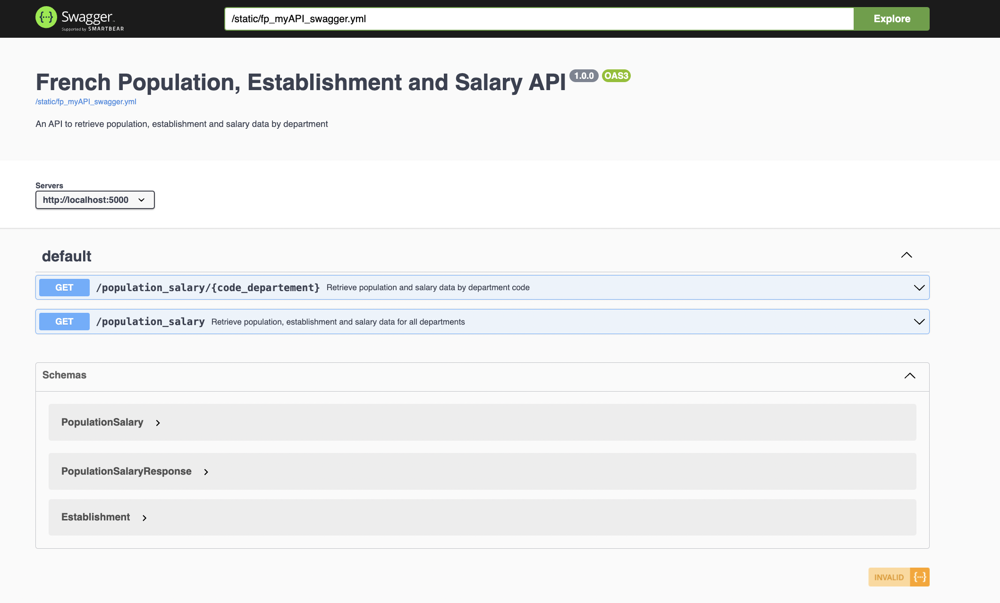 Swagger
Supported by SMARTBEAR
/static/fp_myAPI_swagger.yml
Explore
French Population, Establishment and Salary API 1.0.0 OAS3
/static/fp_myAPI_swagger.yml
An API to retrieve population, establishment and salary data by department
Servers
http://localhost:5000
default
GET /population_salary/{code_departement} Retrieve population and salary data by department code
GET /population_salary Retrieve population, establishment and salary data for all departments
Schemas
PopulationSalary
PopulationSalaryResponse
Establishment
INVALID {...}